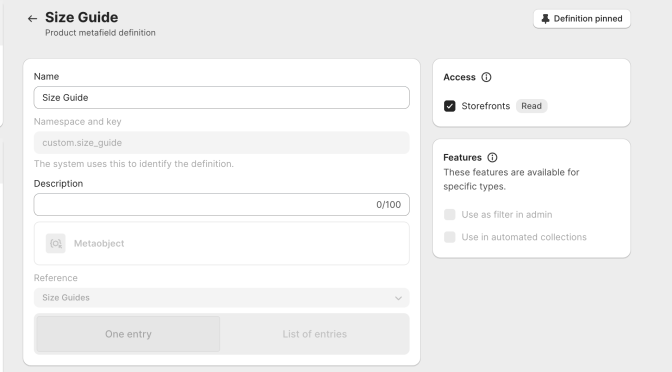 Size Guide
Product metafield definition
Definition pinned
Name
Size Guide
Namespace and key
custom.size_guide
The system uses this to identify the definition.
Description
0/100
Metaobject
Reference
Size Guides
One entry
List of entries
Access
Storefronts Read
Features
These features are available for
specific types.
Use as filter in admin
Use in automated collections